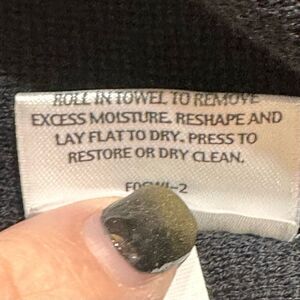 ROLL IN TOWEL TO REMOVE
EXCESS MOISTURE, RESHAPE AND
LAY FLAT TO DRY. PRESS TO
RESTORE OR DRY CLEAN.